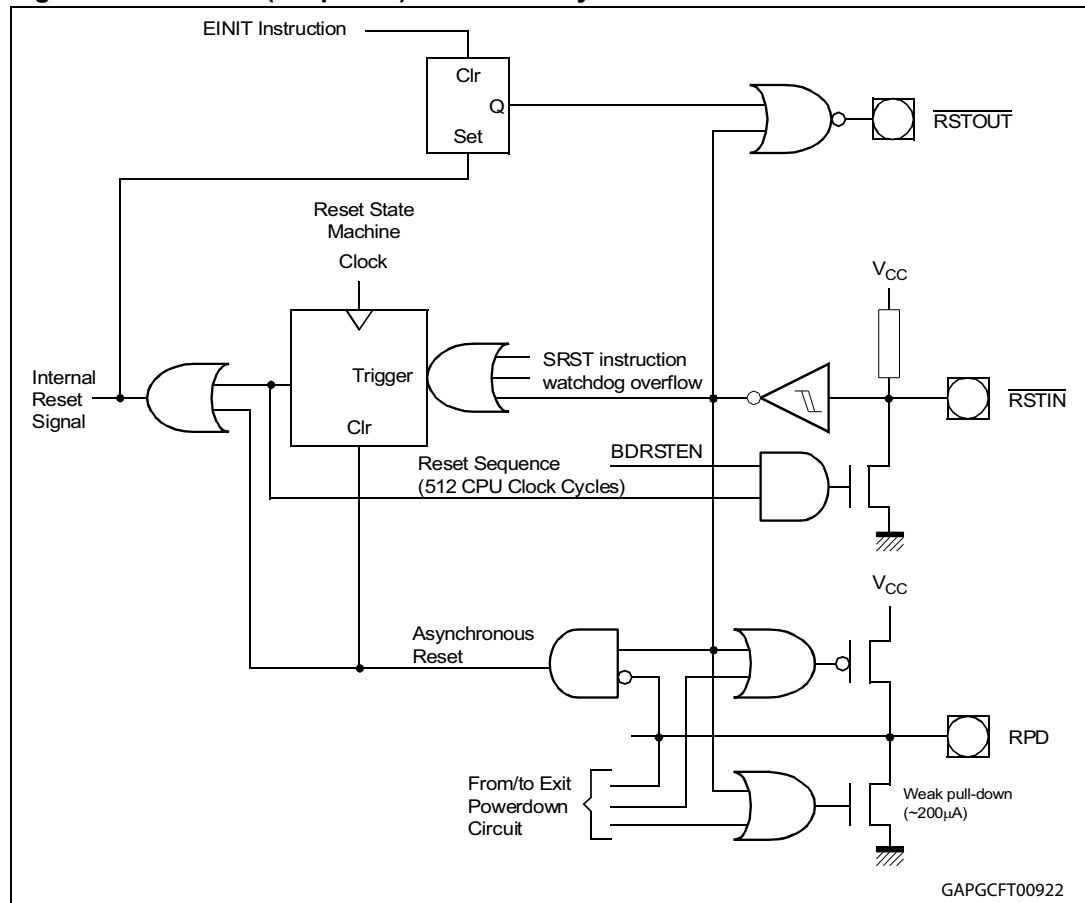 EINIT Instruction
Clr
Q
Set
RSTOUT
Reset State
Machine
Clock
VCC
Trigger
SRST instruction
watchdog overflow
Internal
Reset
Signal
RSTIN
Clr
BDRSTEN
Reset Sequence
(512 CPU Clock Cycles)
VCC
Asynchronous
Reset
RPD
From/to Exit
Powerdown
Circuit
Weak pull-down
(~200μA)
GAPGCFT00922